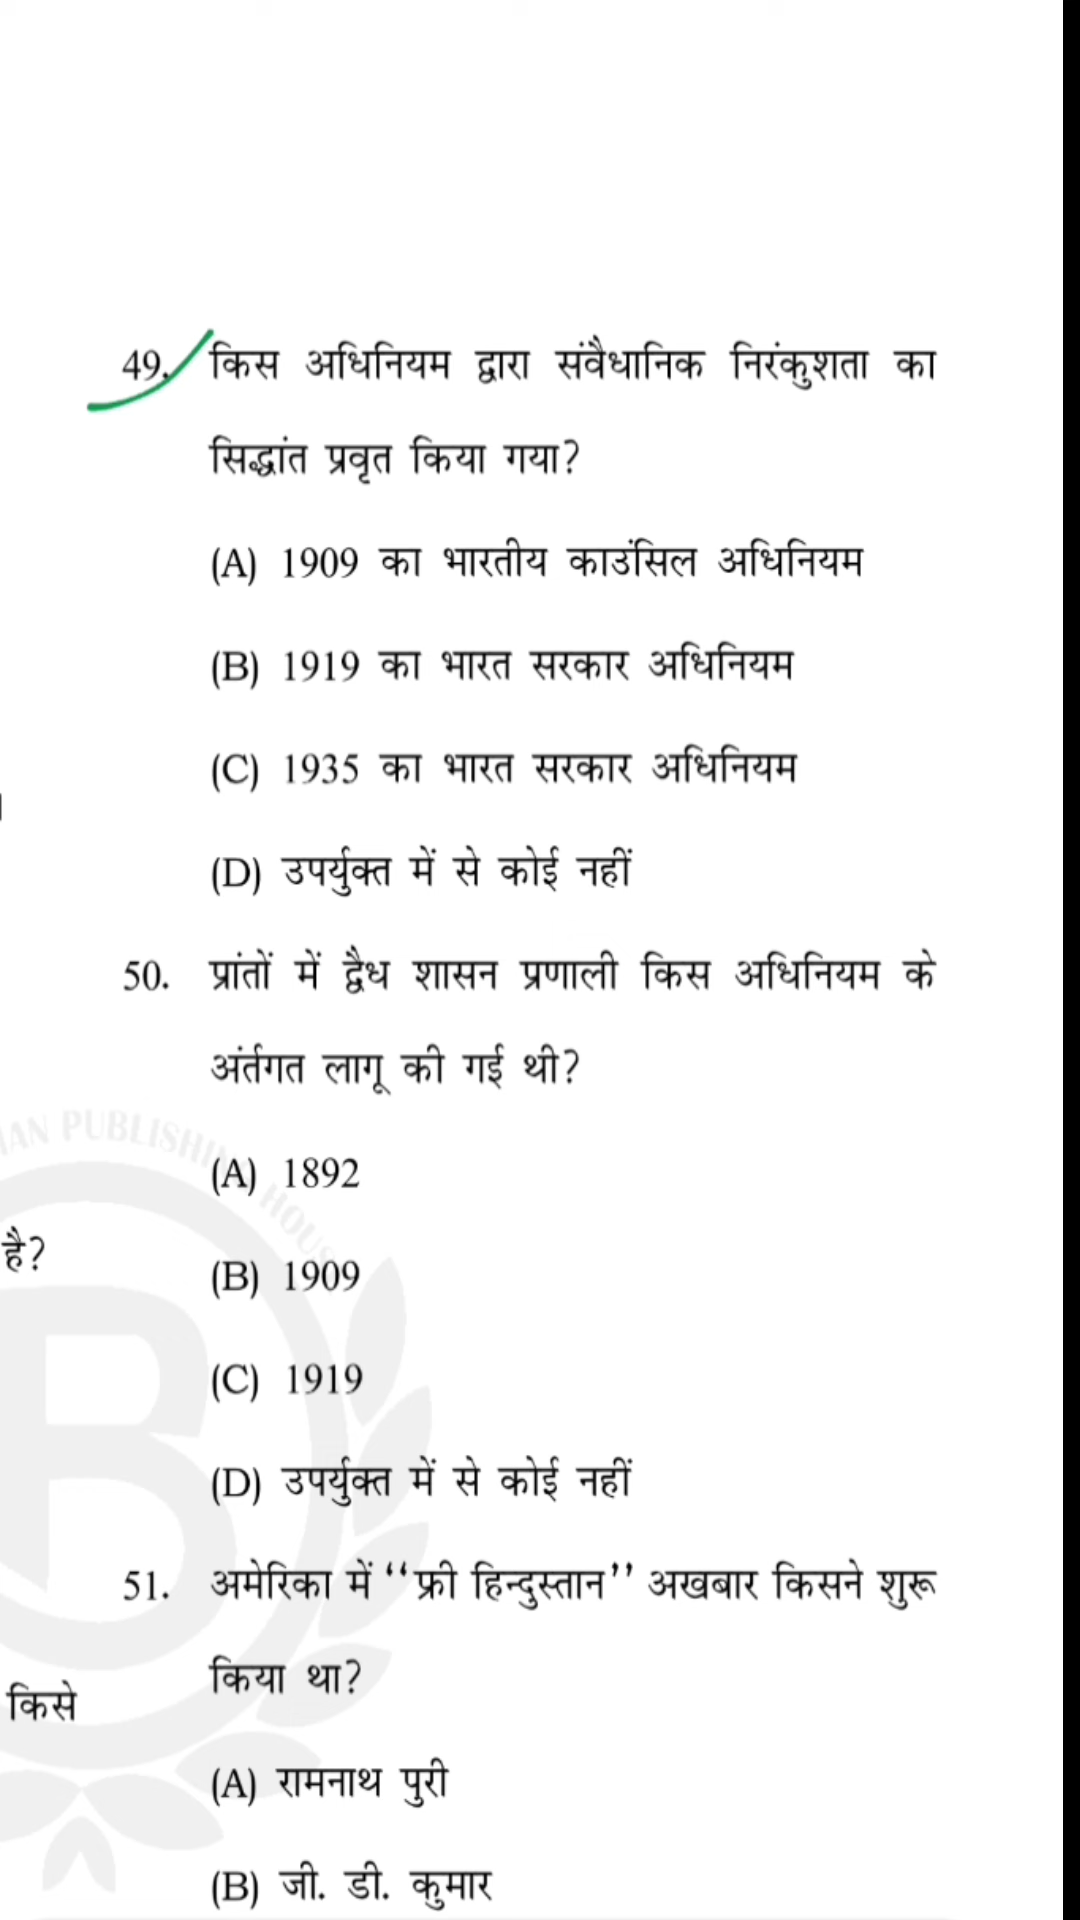 49. किस अधिनियम द्वारा संवैधानिक निरंकुशता का
सिद्धांत प्रवृत किया गया?
(A) 1909 का भारतीय काउंसिल अधिनियम
(B) 1919 का भारत सरकार अधिनियम
(C) 1935 का भारत सरकार अधिनियम
(D) उपर्युक्त में से कोई नहीं
50. प्रांतों में द्वैध शासन प्रणाली किस अधिनियम के
अंर्तगत लागू की गई थी?
PUBLISHING HOUSE
(A) 1892
है?
(B) 1909
(C) 1919
(D) उपर्युक्त में से कोई नहीं
51. अमेरिका में ‘‘फ्री हिन्दुस्तान’’ अखबार किसने शुरू
किया था?
किसे
(A) रामनाथ पुरी
(B) जी. डी. कुमार